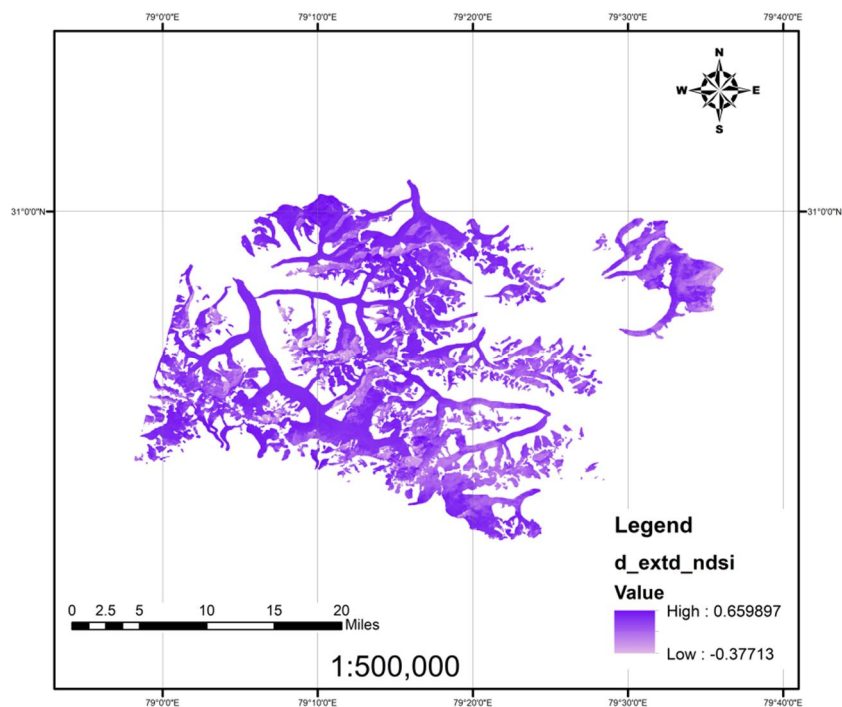 79°0'0"E 79°10'0"E 79°20'0"E 79°30'0"E 79°40'0"E
N
W E
S
31°0'0"N 31°0'0"N
Legend
d_extd_ndsi
Value
High : 0.659897
Low : -0.37713
0 2.5 5 10 15 20
Miles
1:500,000
79°0'0"E 79°10'0"E 79°20'0"E 79°30'0"E 79°40'0"E